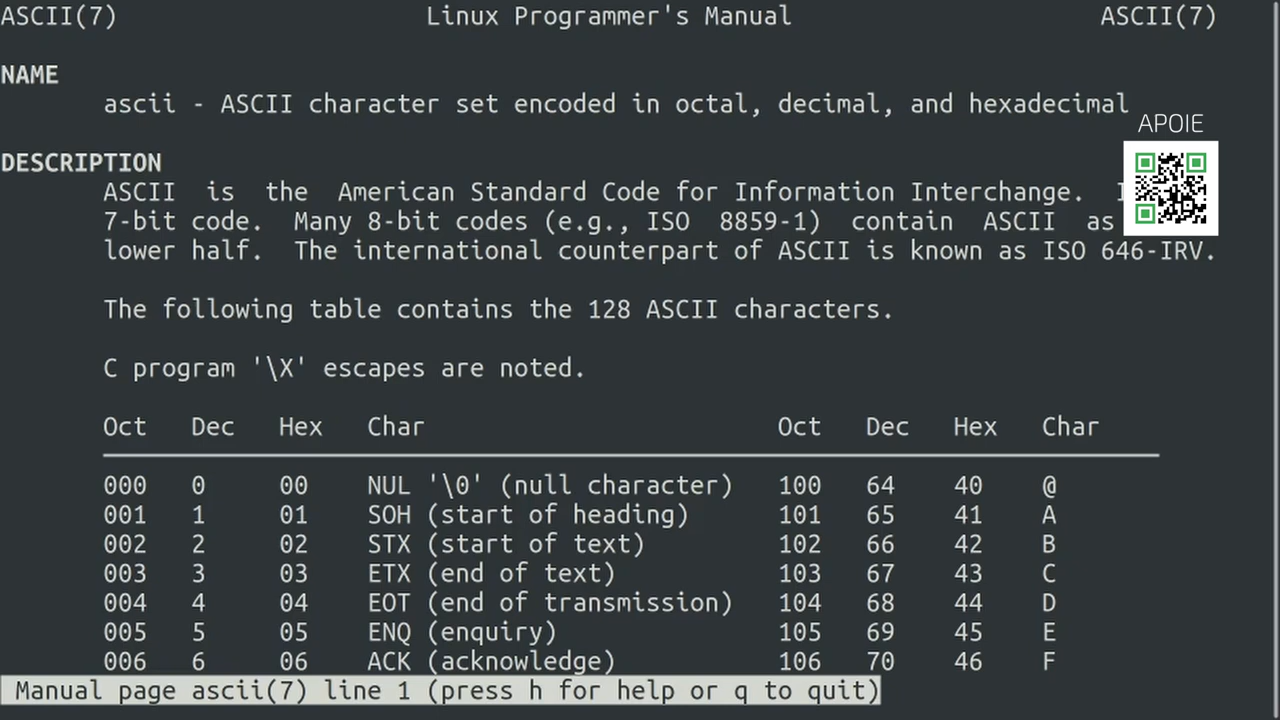 ASCII(7) Linux Programmer's Manual ASCII(7)
NAME
ascii - ASCII character set encoded in octal, decimal, and hexadecimal
APOIE
DESCRIPTION
ASCII is the American Standard Code for Information Interchange.
7-bit code. Many 8-bit codes (e.g., ISO 8859-1) contain ASCII as
lower half. The international counterpart of ASCII is known as ISO 646-IRV.
The following table contains the 128 ASCII characters.
C program '\X' escapes are noted.
Oct Dec Hex Char Oct Dec Hex Char
000 0 00 NUL '\0' (null character) 100 64 40 @
001 1 01 SOH (start of heading) 101 65 41 A
002 2 02 STX (start of text) 102 66 42 B
003 3 03 ETX (end of text) 103 67 43 C
004 4 04 EOT (end of transmission) 104 68 44 D
005 5 05 ENQ (enquiry) 105 69 45 E
006 6 06 ACK (acknowledge) 106 70 46 F
Manual page ascii(7) line 1 (press h for help or q to quit)